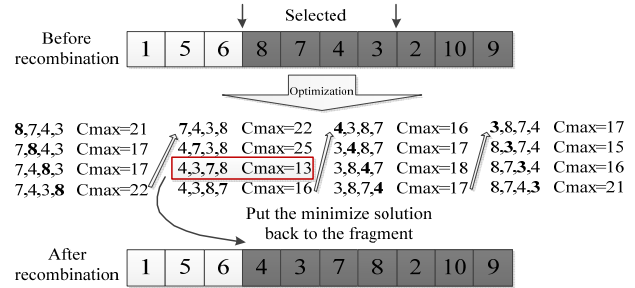 Selected
Before recombination
1 5 6 8 7 4 3 2 10 9
Optimization
8,7,4,3 Cmax=21
7,8,4,3 Cmax=17
7,4,8,3 Cmax=17
7,4,3,8 Cmax=22
7,4,3,8 Cmax=22
4,7,3,8 Cmax=25
4,3,7,8 Cmax=13
4,3,8,7 Cmax=16
4,3,8,7 Cmax=16
3,4,8,7 Cmax=17
3,8,4,7 Cmax=18
3,8,7,4 Cmax=17
3,8,7,4 Cmax=17
8,3,7,4 Cmax=15
8,7,3,4 Cmax=16
8,7,4,3 Cmax=21
Put the minimize solution
back to the fragment
After
recombination
1 5 6 4 3 7 8 2 10 9